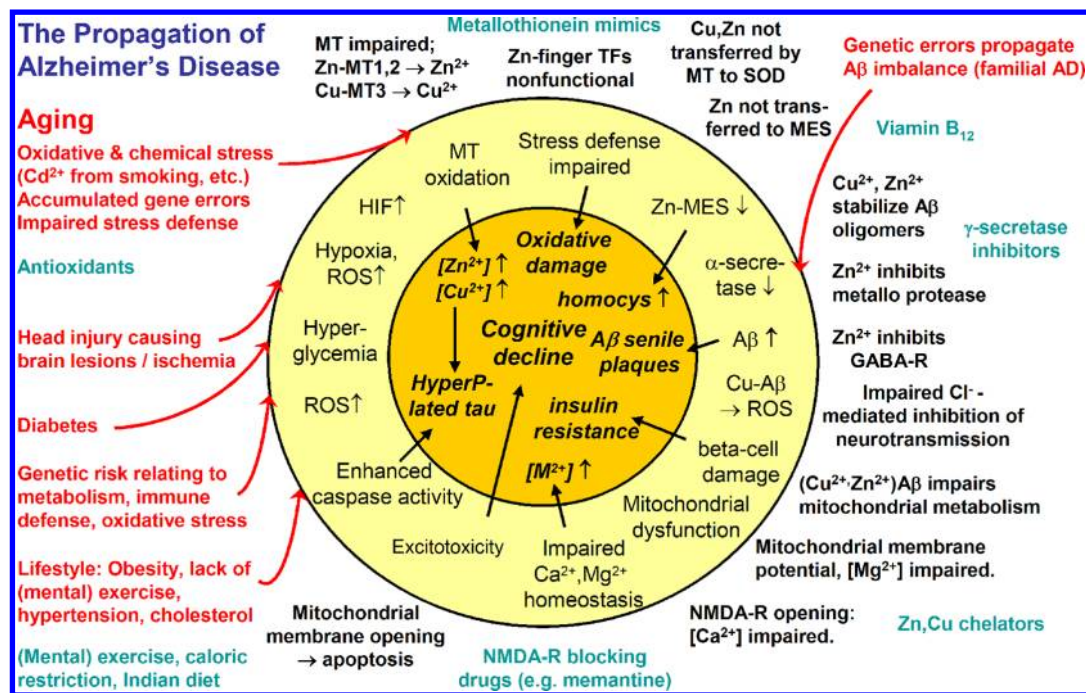 The Propagation of
Alzheimer's Disease
MT impaired;
Zn-MT1,2 → Zn²⁺
Cu-MT3 → Cu²⁺
Metallothionein mimics
Zn-finger TFs
nonfunctional
Cu,Zn not
transferred by
MT to SOD
Zn not trans-
ferred to MES
Genetic errors propagate
Aβ imbalance (familial AD)
Viamin B₁₂
Aging
Oxidative & chemical stress
(Cd²⁺ from smoking, etc.)
Accumulated gene errors
Impaired stress defense
Antioxidants
Head injury causing
brain lesions / ischemia
Diabetes
Genetic risk relating to
metabolism, immune
defense, oxidative stress
Lifestyle: Obesity, lack of
(mental) exercise,
hypertension, cholesterol
(Mental) exercise, caloric
restriction, Indian diet
MT
oxidation
Stress defense
impaired
HIF↑
Hypoxia,
ROS↑
Hyper-
glycemia
ROS↑
Enhanced
caspase activity
Excitotoxicity
Impaired
Ca²⁺,Mg²⁺
homeostasis
Mitochondrial
dysfunction
beta-cell
damage
Cu-Aβ
→ ROS
Aβ ↑
α-secre-
tase ↓
Zn-MES ↓
Oxidative
damage
[Zn²⁺] ↑
[Cu²⁺] ↑
homocys ↑
Cognitive
decline
Aβ senile
plaques
HyperP-
lated tau
insulin
resistance
[M²⁺] ↑
Cu²⁺, Zn²⁺
stabilize Aβ
oligomers
γ-secretase
inhibitors
Zn²⁺ inhibits
metallo protease
Zn²⁺ inhibits
GABA-R
Impaired Cl⁻ -
mediated inhibition of
neurotransmission
(Cu²⁺,Zn²⁺)Aβ impairs
mitochondrial metabolism
Mitochondrial membrane
potential, [Mg²⁺] impaired.
NMDA-R opening:
[Ca²⁺] impaired.
Zn,Cu chelators
Mitochondrial
membrane opening
→ apoptosis
NMDA-R blocking
drugs (e.g. memantine)